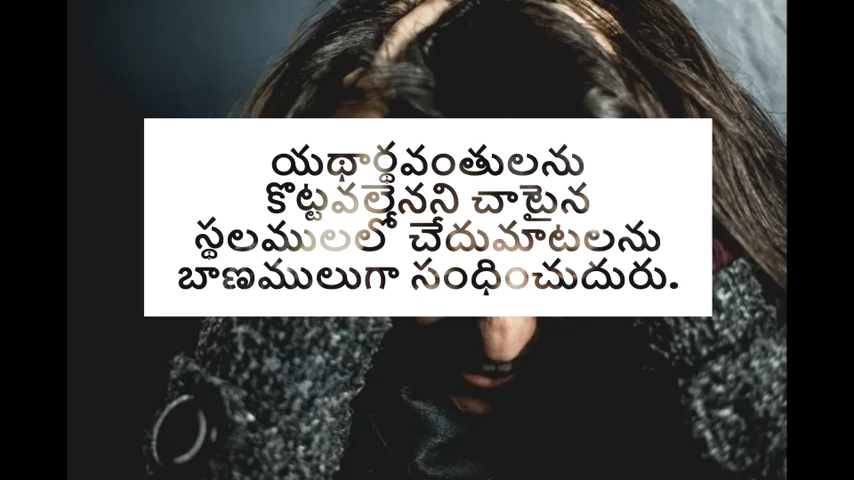 యథార్థవంతులను
కొట్టవలెనని చాటైన
స్థలములలో చేదుమాటలను
బాణములుగా సంధించుదురు.